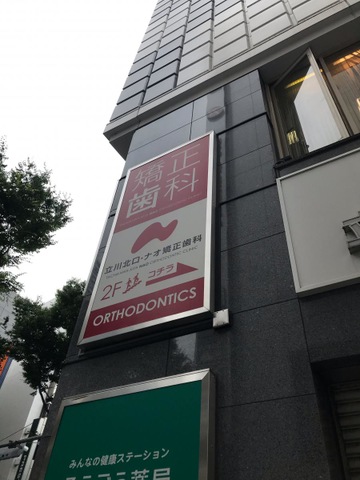 矯正
歯科
立川北口・ナオ矯正歯科
2F コチラ
ORTHODONTICS
みんなの健康ステーション